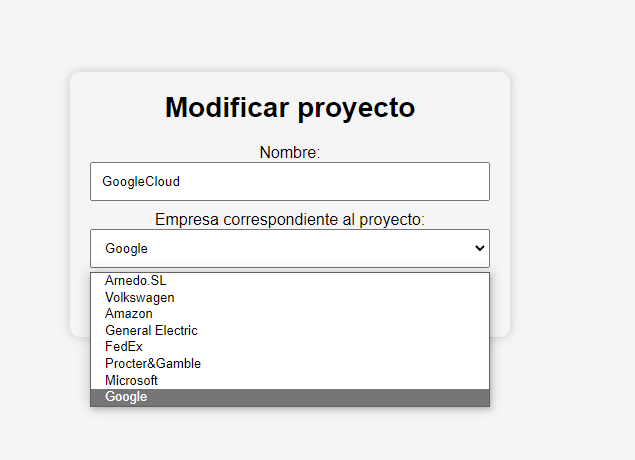 Modificar proyecto
Nombre:
GoogleCloud
Empresa correspondiente al proyecto:
Google
Arnedo.SL
Volkswagen
Amazon
General Electric
FedEx
Procter&Gamble
Microsoft
Google